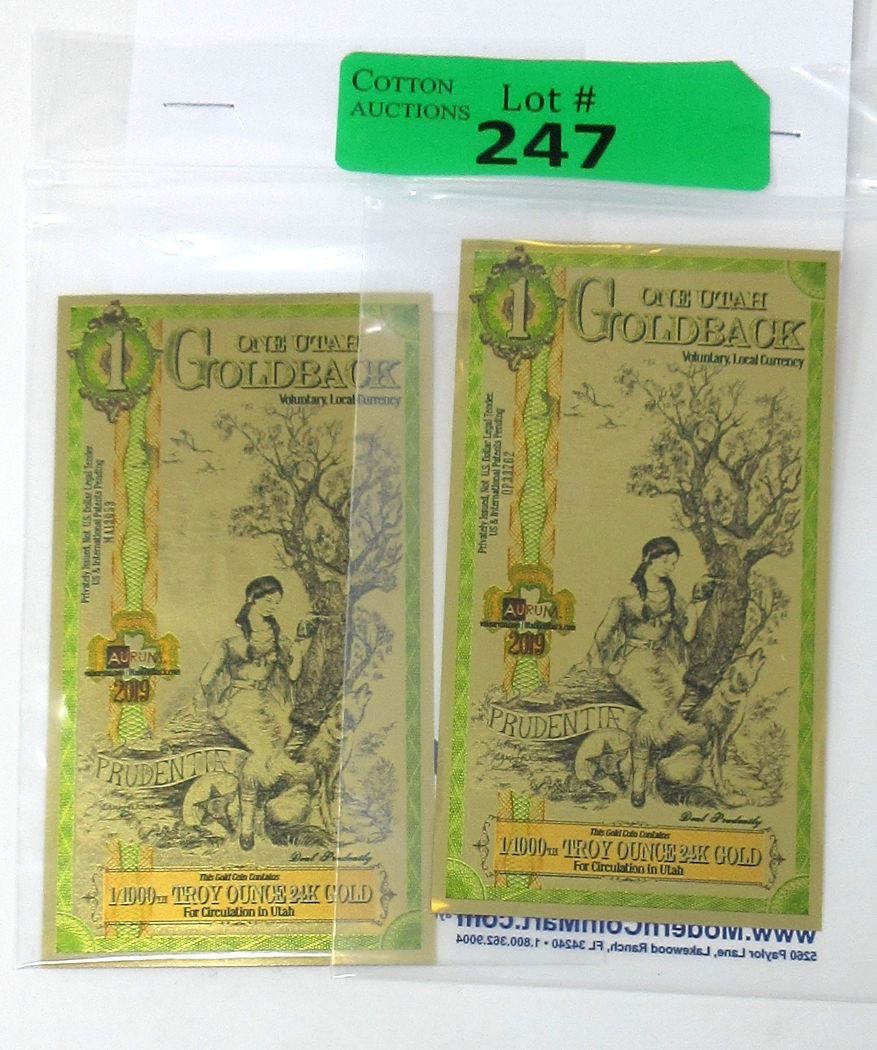 COTTON
AUCTIONS
Lot #
247
1
ONE UTAH
GOLDBACK
Voluntary, Local Currency
Privately Issued, Not U.S. Dollar Legal Tender
US & International Patents Pending
AURUM
2019
PRUDENTIA
Deal Prudently
This Gold Coin Contains
1/1000TH TROY OUNCE 24K GOLD
For Circulation in Utah
1
ONE UTAH
GOLDBACK
Voluntary, Local Currency
Privately Issued, Not U.S. Dollar Legal Tender
US & International Patents Pending
OP13762
AURUM
2019
PRUDENTIA
Deal Prudently
This Gold Coin Contains
1/1000TH TROY OUNCE 24K GOLD
For Circulation in Utah
www.ModernCoinMart.com
5260 Paylor Lane, Lakewood Ranch, FL 34240 • 1.800.362.9004